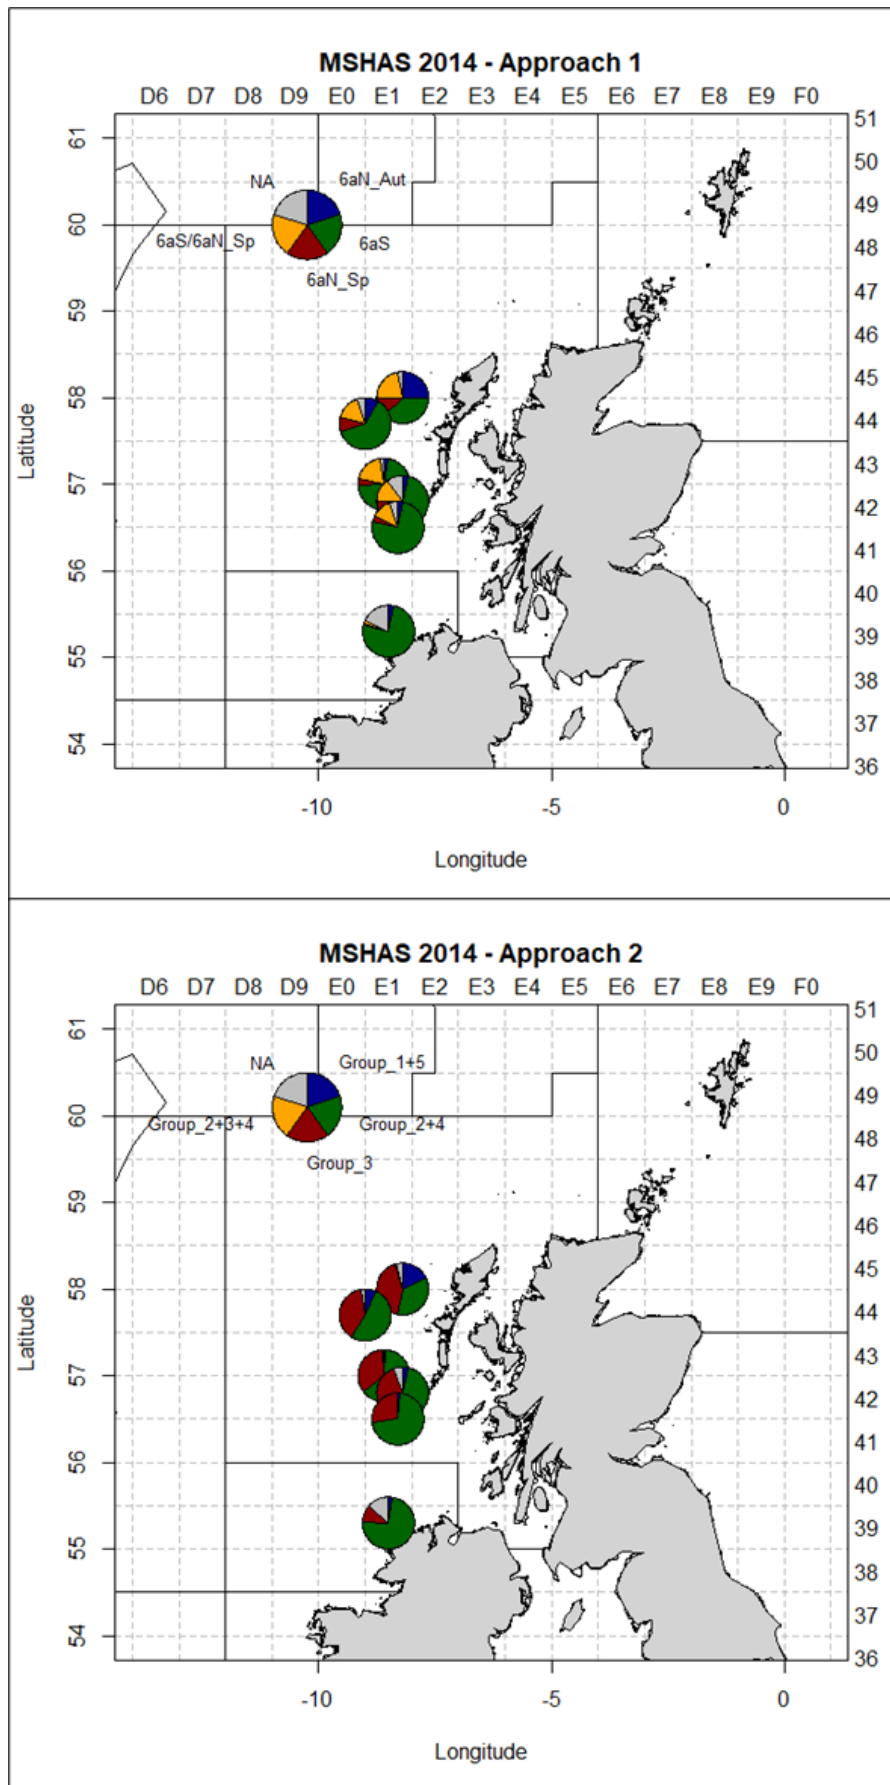 MSHAS 2014 - Approach 1
D6 D7 D8 D9 E0 E1 E2 E3 E4 E5 E6 E7 E8 E9 F0
61 60 59 58 57 56 55 54
51 50 49 48 47 46 45 44 43 42 41 40 39 38 37 36
NA 6aN_Aut
6aS/6aN_Sp 6aS
6aN_Sp
Latitude
-10 -5 0
Longitude
MSHAS 2014 - Approach 2
D6 D7 D8 D9 E0 E1 E2 E3 E4 E5 E6 E7 E8 E9 F0
61 60 59 58 57 56 55 54
51 50 49 48 47 46 45 44 43 42 41 40 39 38 37 36
NA Group_1+5
Group_2+3+4 Group_2+4
Group_3
Latitude
-10 -5 0
Longitude